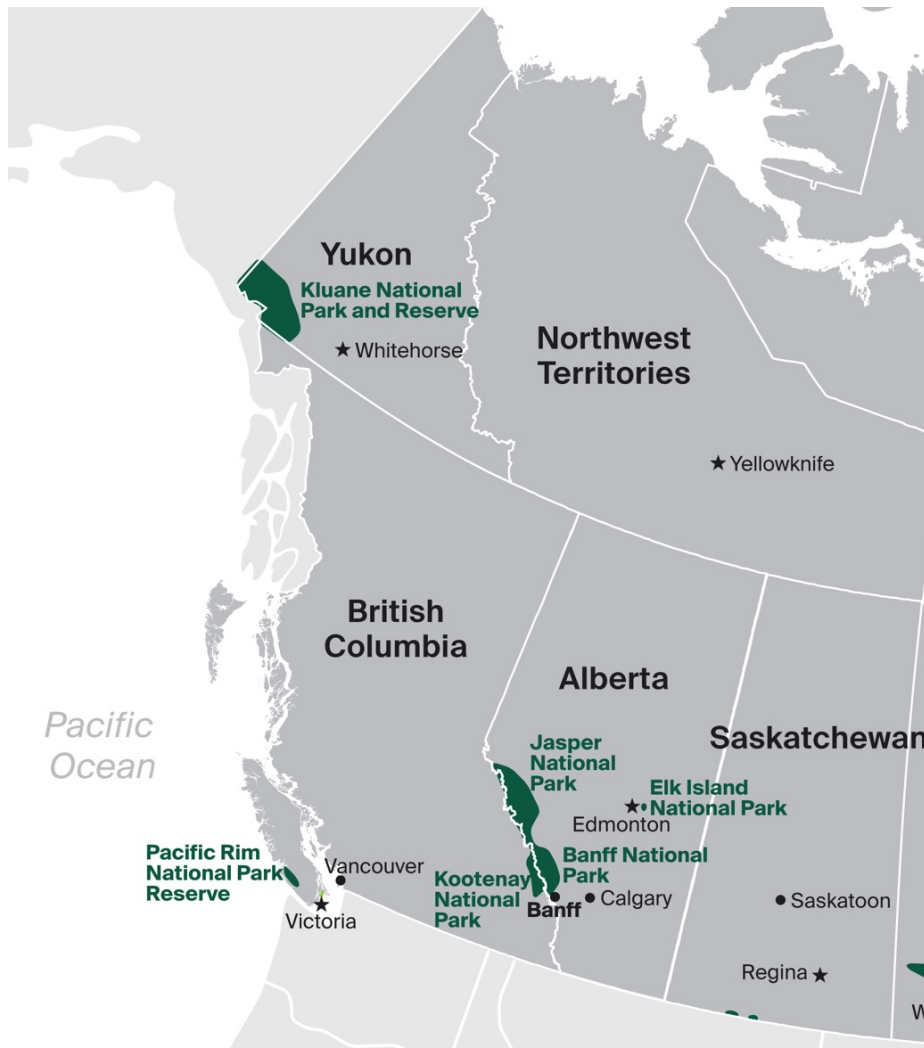 Yukon
Kluane National
Park and Reserve
Whitehorse
Northwest
Territories
Yellowknife
British
Columbia
Alberta
Saskatchewan
Pacific
Ocean
Jasper
National
Park
Elk Island
National Park
Edmonton
Pacific Rim
National Park
Reserve
Vancouver
Victoria
Kootenay
National
Park
Banff National
Park
Banff
Calgary
Saskatoon
Regina
W